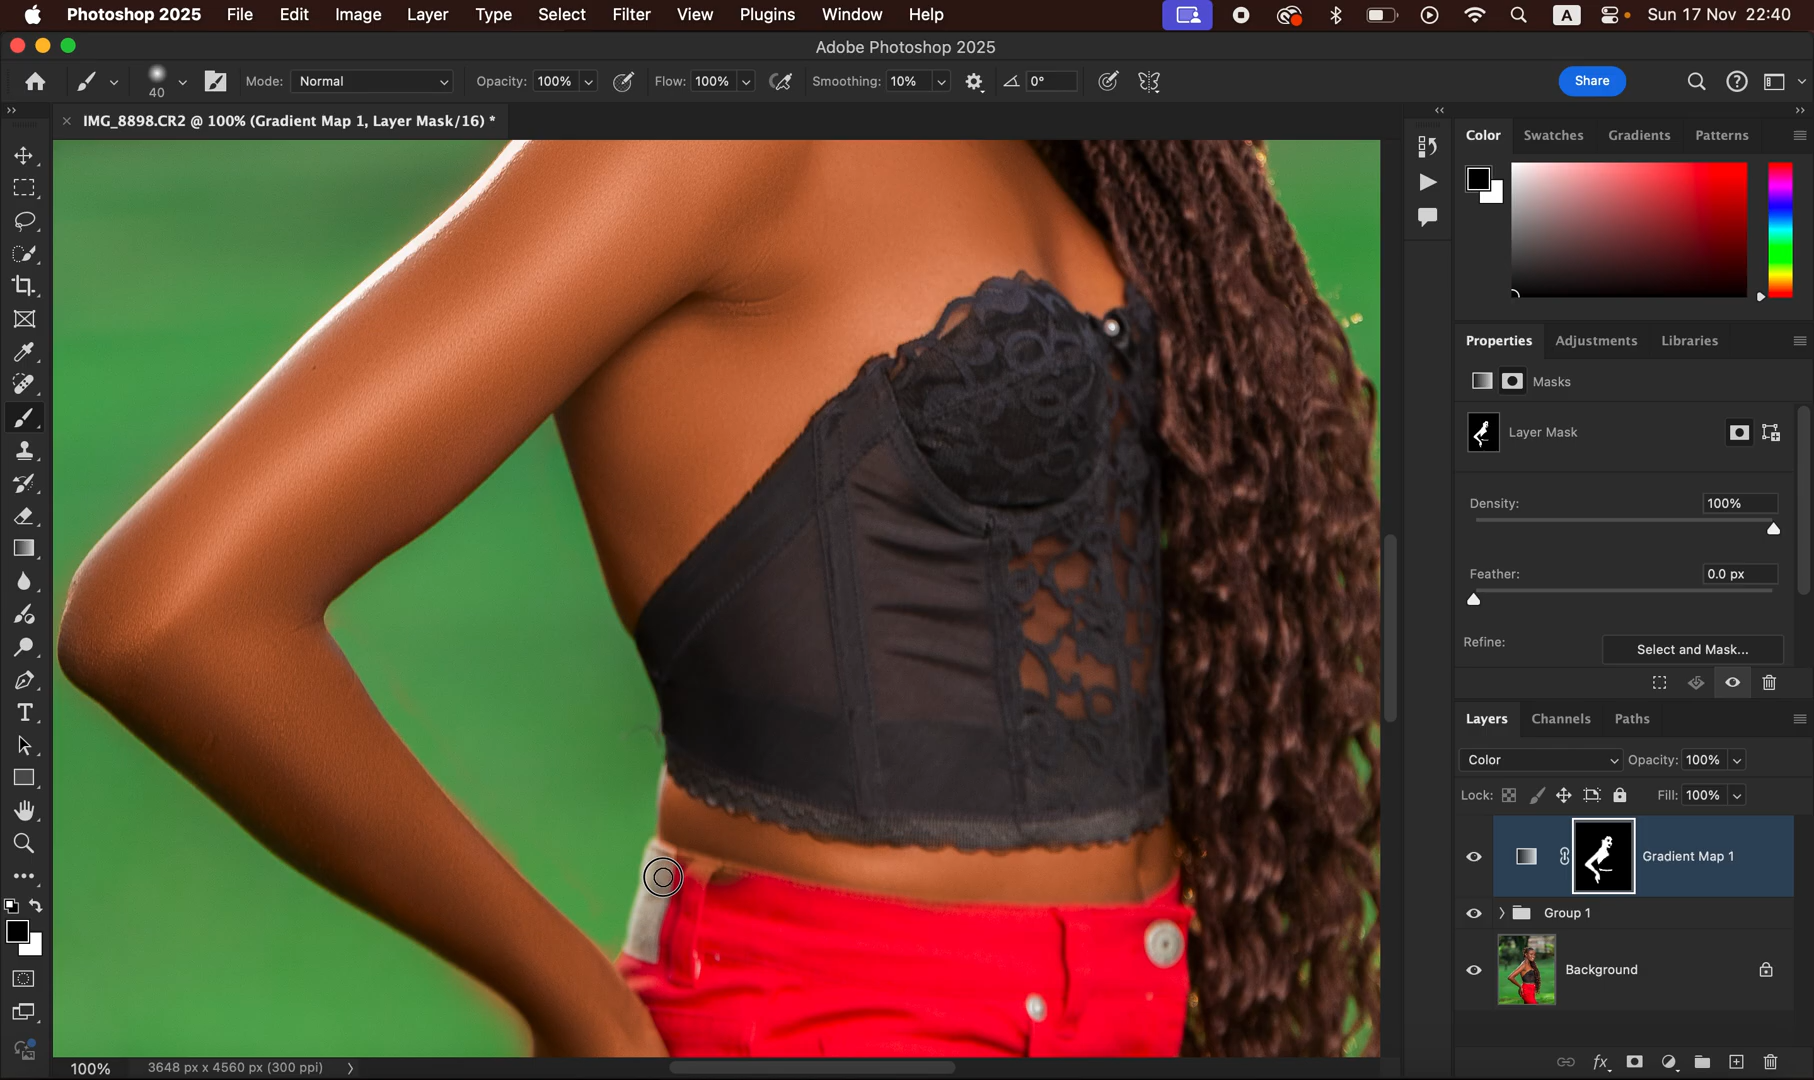 Photoshop 2025 File Edit Image Layer Type Select Filter View Plugins Window Help A Sun 17 Nov 22:40
Adobe Photoshop 2025
40 Mode: Normal Opacity: 100% Flow: 100% Smoothing: 10% 0° Share
× IMG_8898.CR2 @ 100% (Gradient Map 1, Layer Mask/16) *
Color Swatches Gradients Patterns
Properties Adjustments Libraries
Masks
Layer Mask
Density: 100%
Feather: 0.0 px
Refine: Select and Mask...
Layers Channels Paths
Color Opacity: 100%
Lock: Fill: 100%
Gradient Map 1
Group 1
Background
100% 3648 px x 4560 px (300 ppi)
fx